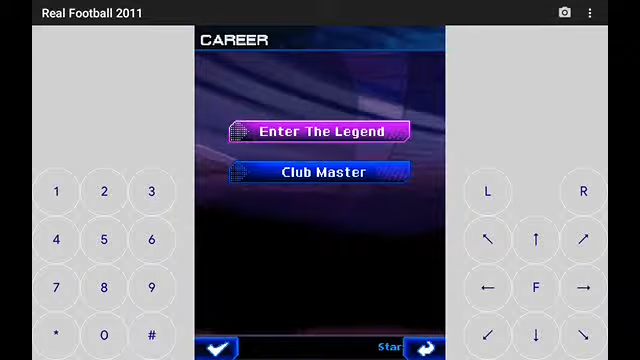 Real Football 2011
CAREER
Enter The Legend
Club Master
1 2 3
L R
4 5 6
↖ ↑ ↗
7 8 9
← F →
* 0 #
↙ ↓ ↘
Star